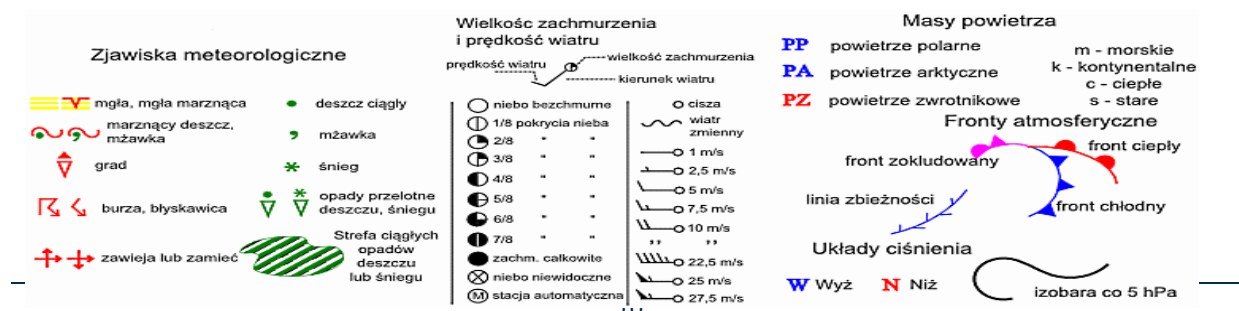 Zjawiska meteorologiczne
mgła, mgła marznąca
deszcz ciągły
marznący deszcz,
mżawka
mżawka
grad
śnieg
burza, błyskawica
opady przelotne
deszczu, śniegu
zawieja lub zamieć
Strefa ciągłych
opadów
deszczu
lub śniegu
Wielkośc zachmurzenia
i prędkość wiatru
prędkość wiatru
wielkość zachmurzenia
kierunek wiatru
niebo bezchmurne
1/8 pokrycia nieba
2/8 " "
3/8 " "
4/8 " "
5/8 " "
6/8 " "
7/8 " "
zachm. całkowite
niebo niewidoczne
M stacja automatyczna
cisza
wiatr
zmienny
1 m/s
2,5 m/s
5 m/s
7,5 m/s
10 m/s
,, ,,
22,5 m/s
25 m/s
27,5 m/s
Masy powietrza
PP powietrze polarne
PA powietrze arktyczne
PZ powietrze zwrotnikowe
m - morskie
k - kontynentalne
c - ciepłe
s - stare
Fronty atmosferyczne
front ciepły
front zokludowany
linia zbieżności
front chłodny
Układy ciśnienia
W Wyż N Niż
izobara co 5 hPa